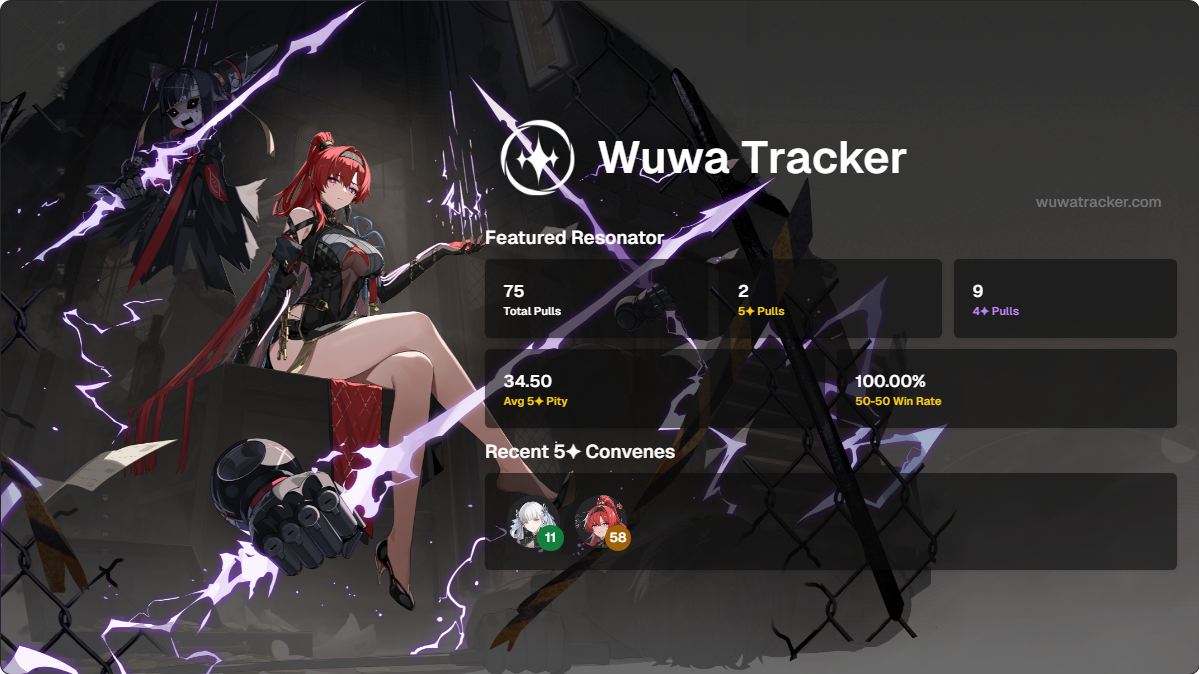 Wuwa Tracker
wuwatracker.com
Featured Resonator
75
Total Pulls
2
5✦ Pulls
9
4✦ Pulls
34.50
Avg 5✦ Pity
100.00%
50-50 Win Rate
Recent 5✦ Convenes
11
58